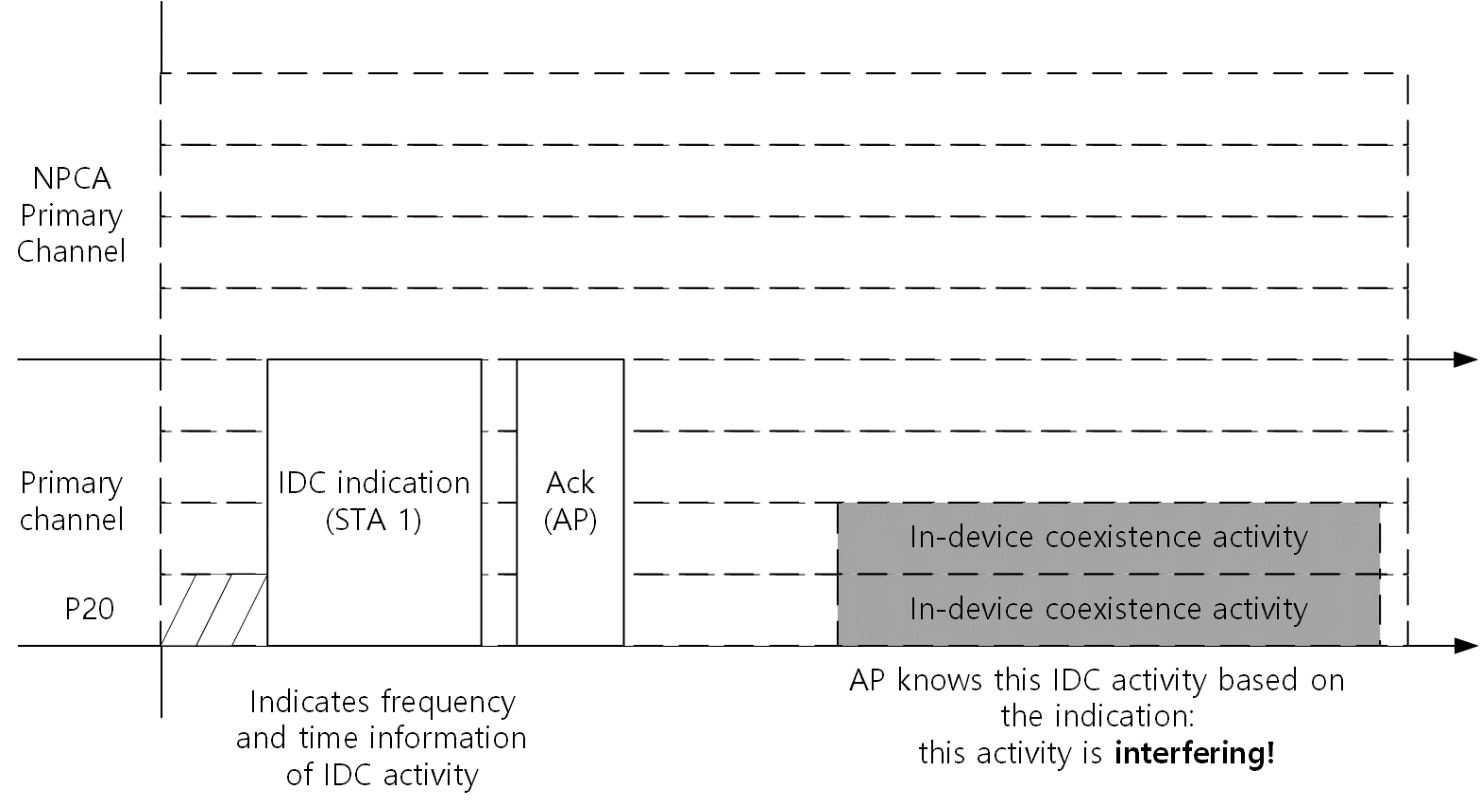 NPCA
Primary
Channel
Primary
channel
P20
IDC indication
(STA 1)
Ack
(AP)
In-device coexistence activity
In-device coexistence activity
Indicates frequency
and time information
of IDC activity
AP knows this IDC activity based on
the indication:
this activity is interfering!